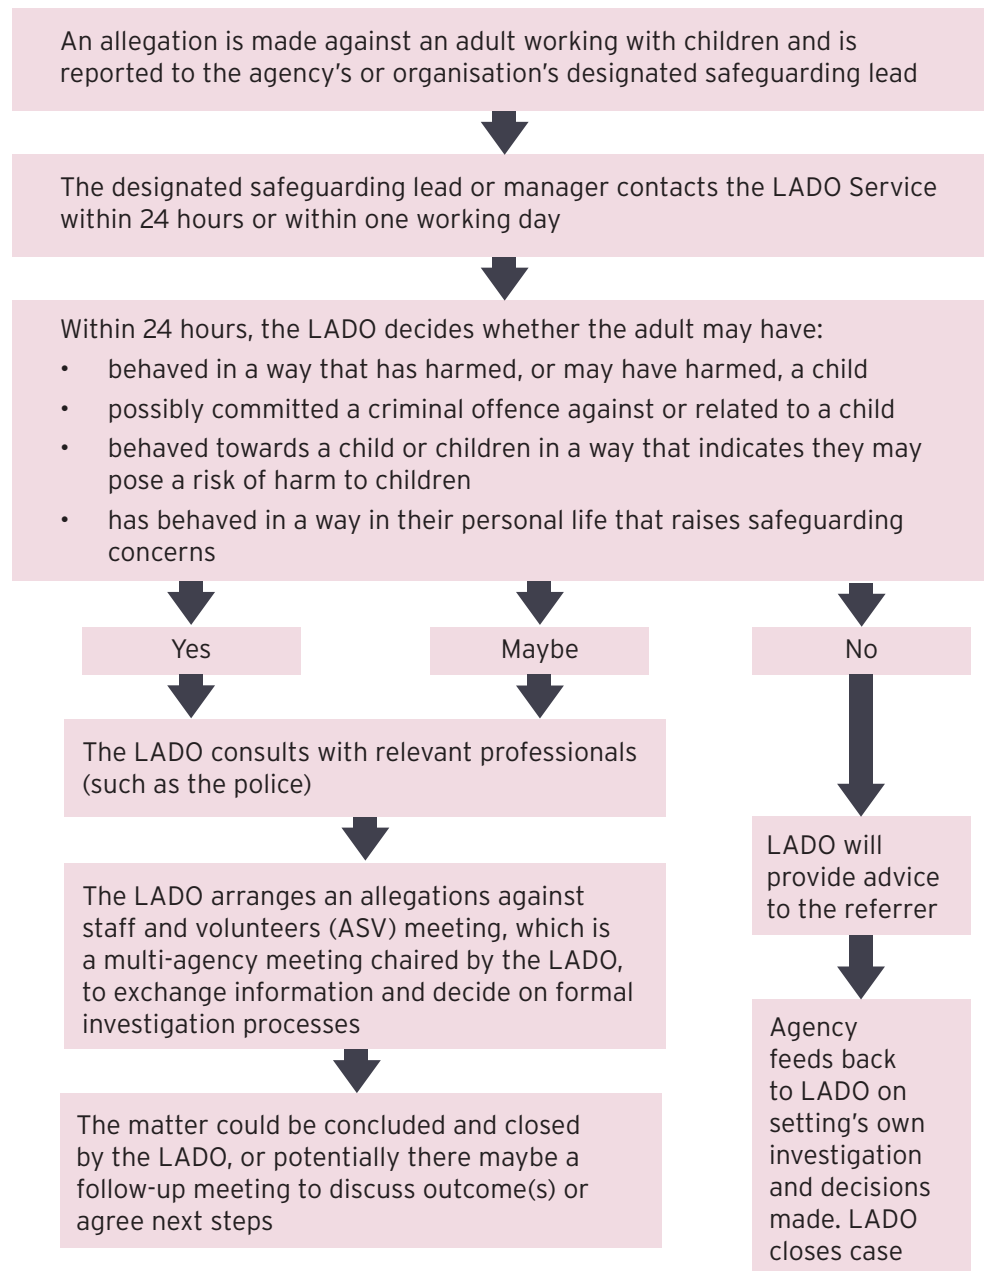 An allegation is made against an adult working with children and is
reported to the agency's or organisation's designated safeguarding lead
The designated safeguarding lead or manager contacts the LADO Service
within 24 hours or within one working day
Within 24 hours, the LADO decides whether the adult may have:
• behaved in a way that has harmed, or may have harmed, a child
• possibly committed a criminal offence against or related to a child
• behaved towards a child or children in a way that indicates they may
pose a risk of harm to children
• has behaved in a way in their personal life that raises safeguarding
concerns
Yes
Maybe
No
The LADO consults with relevant professionals
(such as the police)
The LADO arranges an allegations against
staff and volunteers (ASV) meeting, which is
a multi-agency meeting chaired by the LADO,
to exchange information and decide on formal
investigation processes
The matter could be concluded and closed
by the LADO, or potentially there maybe a
follow-up meeting to discuss outcome(s) or
agree next steps
LADO will
provide advice
to the referrer
Agency
feeds back
to LADO on
setting's own
investigation
and decisions
made. LADO
closes case